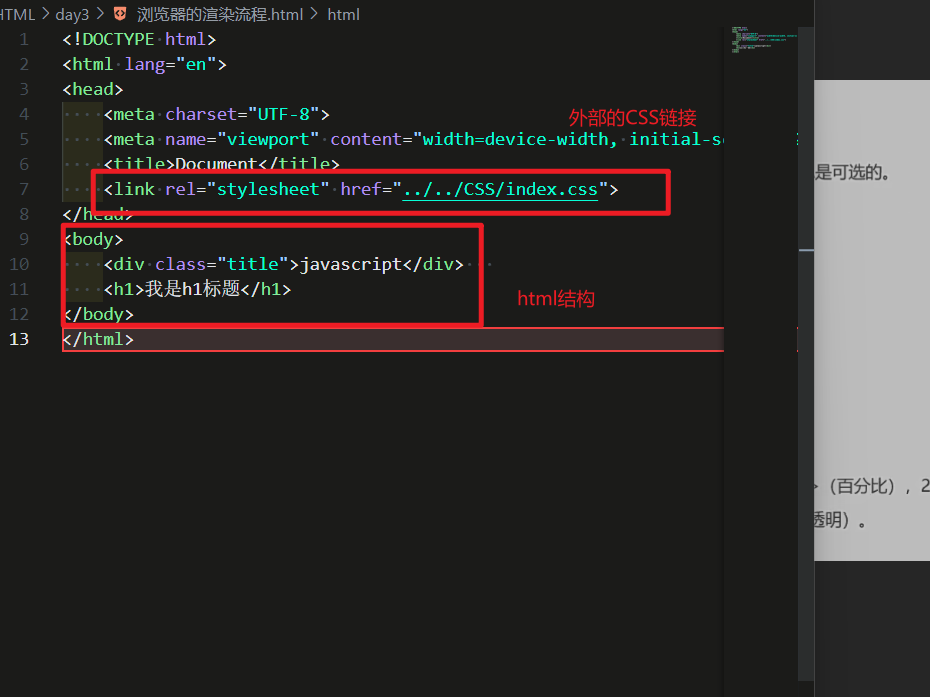 HTML > day3 > 浏览器的渲染流程.html > html
1 <!DOCTYPE html>
2 <html lang="en">
3 <head>
4 <meta charset="UTF-8">
外部的CSS链接
5 <meta name="viewport" content="width=device-width, initial-s
6 <title>Document</title>
是可选的。
7 <link rel="stylesheet" href="../../CSS/index.css">
8 </head>
9 <body>
10 <div class="title">javascript</div>
11 <h1>我是h1标题</h1>
html结构
12 </body>
13 </html>
（百分比），2
透明）。